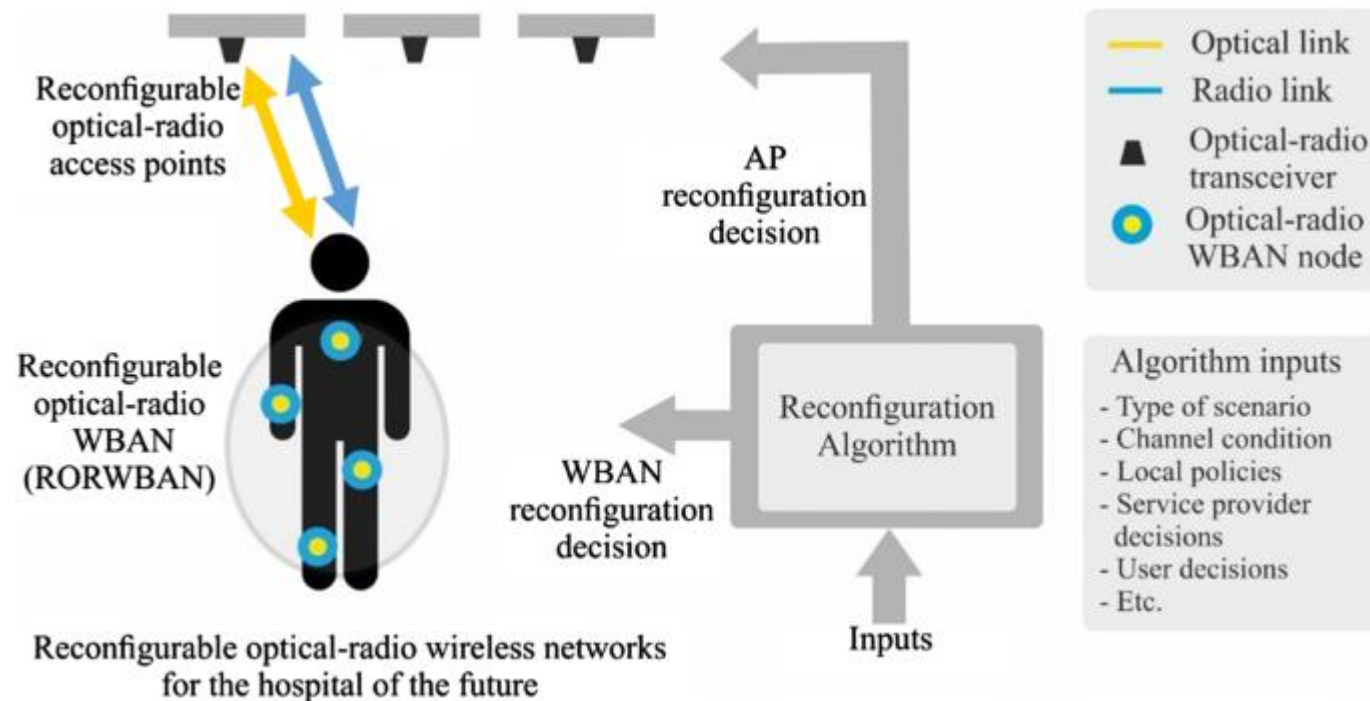 Reconfigurable
optical-radio
access points
AP
reconfiguration
decision
Optical link
Radio link
Optical-radio
transceiver
Optical-radio
WBAN node
Reconfigurable
optical-radio
WBAN
(RORWBAN)
WBAN
reconfiguration
decision
Reconfiguration
Algorithm
Inputs
Algorithm inputs
- Type of scenario
- Channel condition
- Local policies
- Service provider
decisions
- User decisions
- Etc.
Reconfigurable optical-radio wireless networks
for the hospital of the future